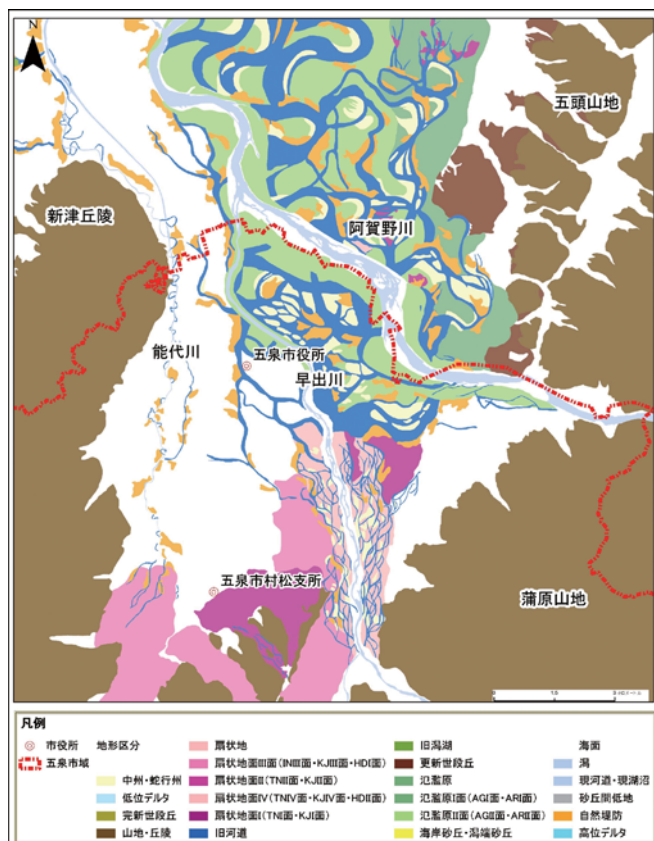 N
五頭山地
新津丘陵
阿賀野川
能代川
五泉市役所
早出川
五泉市村松支所
蒲原山地
凡例
市役所 地形区分
五泉市域
中州・蛇行州
低位デルタ
完新世段丘
山地・丘陵
扇状地
扇状地面III(INIII面・KJIII面・HDI面)
扇状地面II(TNII面・KJII面)
扇状地面IV(TNIV面・KJIV面・HDII面)
扇状地面I(TNI面・KJI面)
旧河道
旧潟湖
更新世段丘
氾濫原
氾濫原I面(AGI面・ARI面)
氾濫原II面(AGII面・ARII面)
海岸砂丘・潟端砂丘
海面
潟
現河道・現湖沼
砂丘間低地
自然堤防
高位デルタ